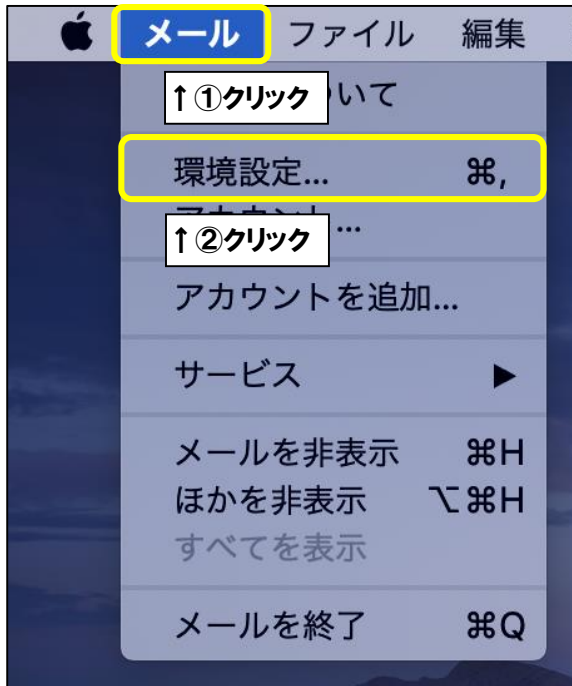 メール ファイル 編集
↑①クリック いて
環境設定... ⌘,
↑②クリック ...
アカウントを追加...
サービス ▶
メールを非表示 ⌘H
ほかを非表示 ⌥⌘H
すべてを表示
メールを終了 ⌘Q